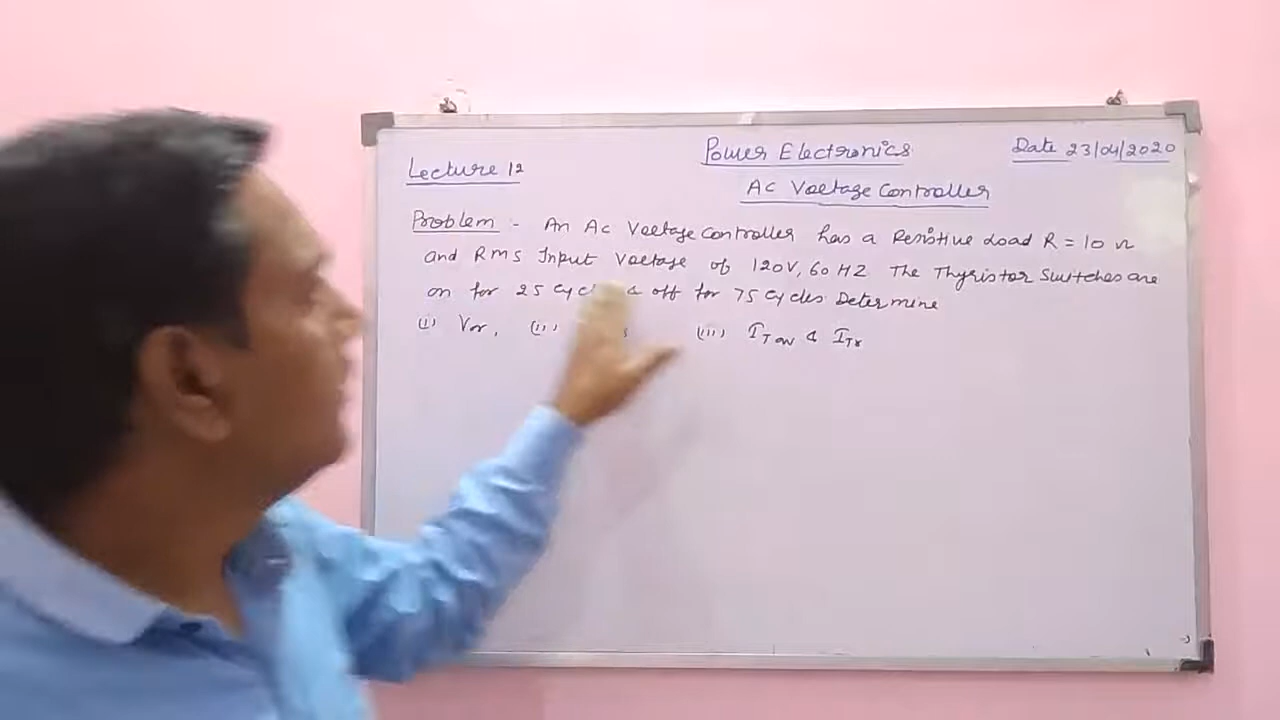 Lecture 12
Power Electronics
Date 23/04/2020
AC Voltage Controller
Problem :- An AC Voltage Controller has a Resistive Load R = 10 Ω
and RMS Input Voltage of 120V, 60 HZ The Thyristor Switches are
on for 25 Cycles & off for 75 Cycles Determine
(i) Vor, (ii) (iii) ITav & ITr